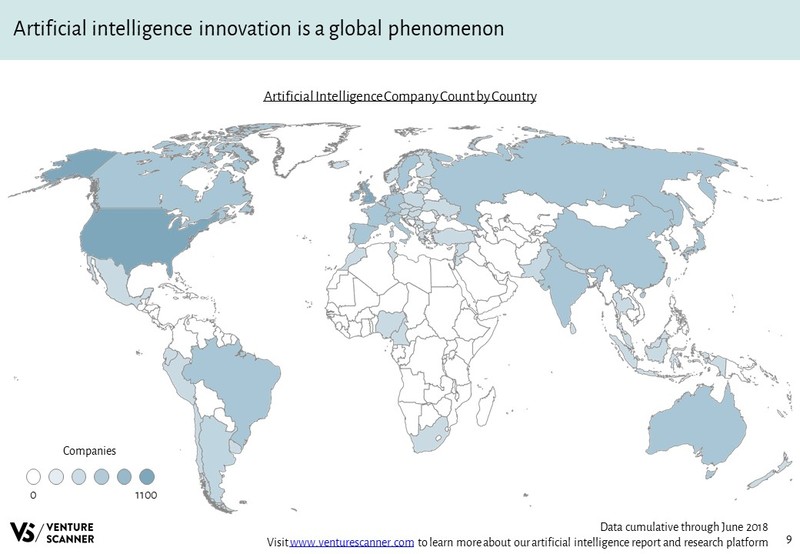 Artificial intelligence innovation is a global phenomenon
Artificial Intelligence Company Count by Country
Companies
0 1100
VS/ VENTURE SCANNER
Data cumulative through June 2018
Visit www.venturescanner.com to learn more about our artificial intelligence report and research platform 9